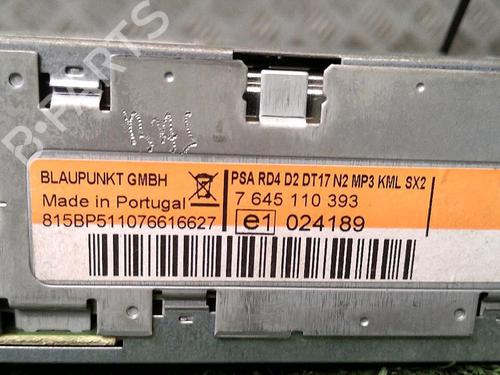 B-PARTS
BLAUPUNKT GMBH
Made in Portugal
815BP511076616627
PSA RD4 D2 DT17 N2 MP3 KML SX2
7 645 110 393
e1 024189